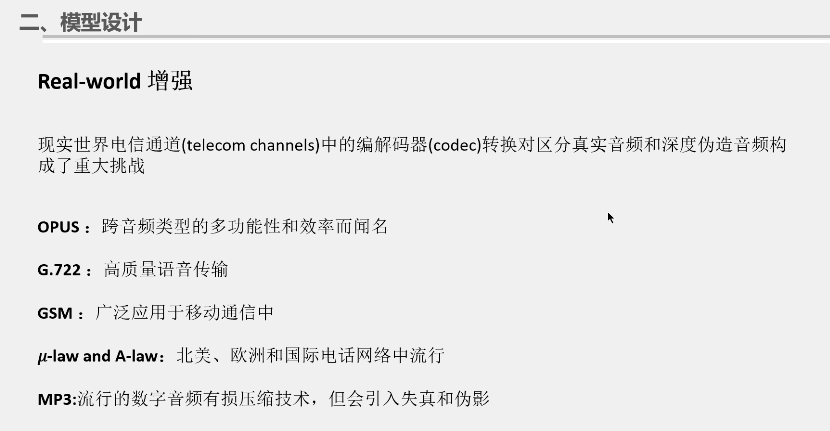 二、模型设计
Real-world 增强
现实世界电信通道(telecom channels)中的编解码器(codec)转换对区分真实音频和深度伪造音频构
成了重大挑战
OPUS ：跨音频类型的多功能性和效率而闻名
G.722 ：高质量语音传输
GSM ：广泛应用于移动通信中
μ-law and A-law：北美、欧洲和国际电话网络中流行
MP3:流行的数字音频有损压缩技术，但会引入失真和伪影